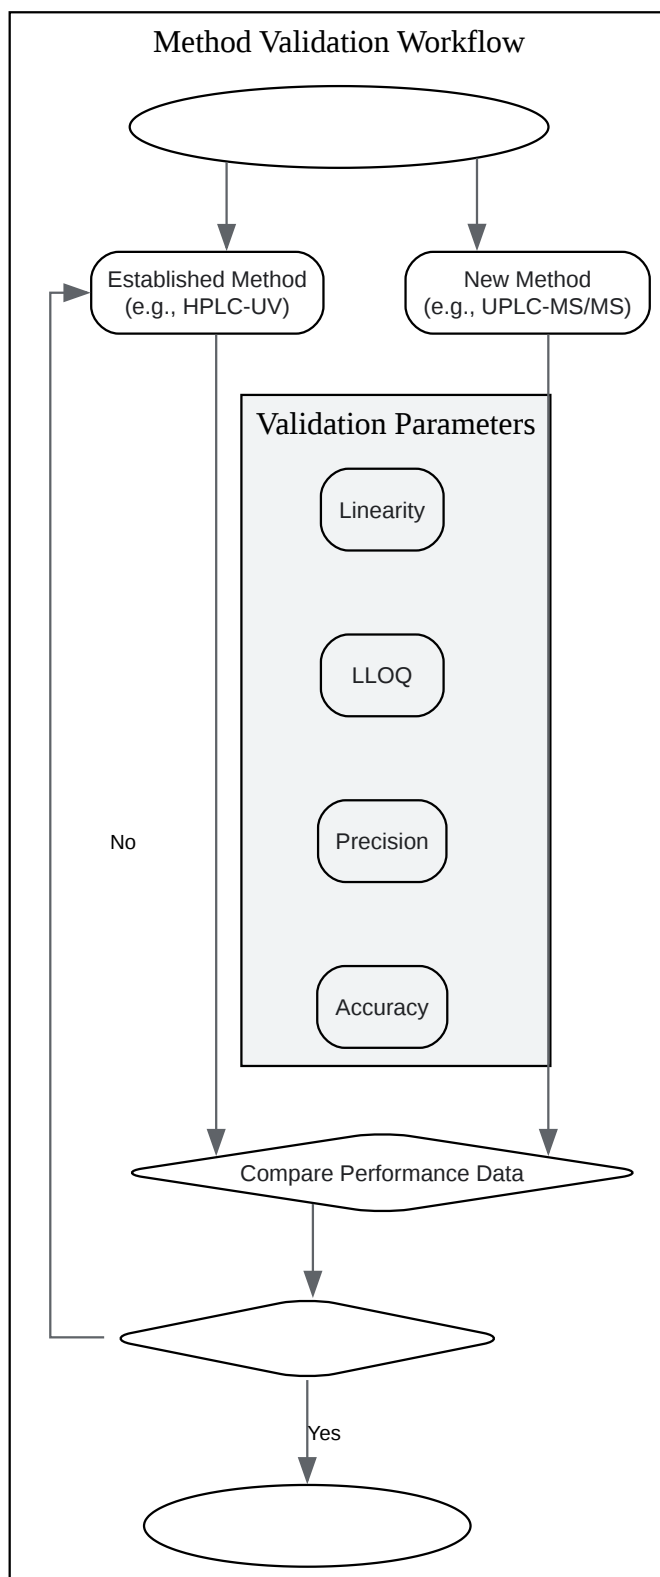 Method Validation Workflow
Established Method
(e.g., HPLC-UV)
New Method
(e.g., UPLC-MS/MS)
Validation Parameters
Linearity
LLOQ
Precision
No
Accuracy
Compare Performance Data
Yes